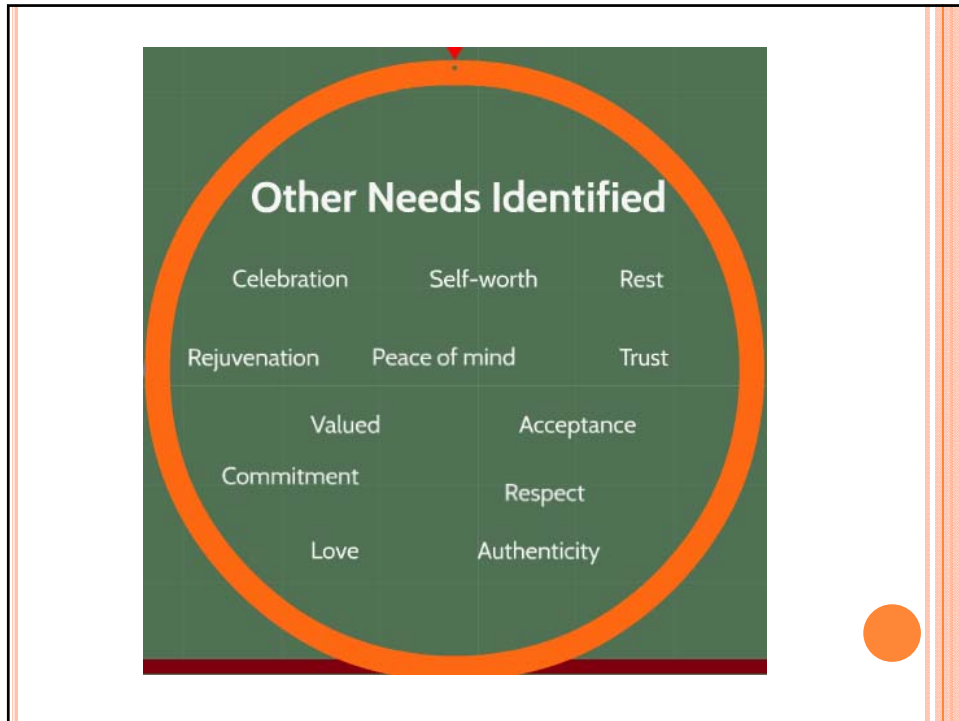 Other Needs Identified
Celebration Self-worth Rest
Rejuvenation Peace of mind Trust
Valued Acceptance
Commitment
Respect
Love Authenticity